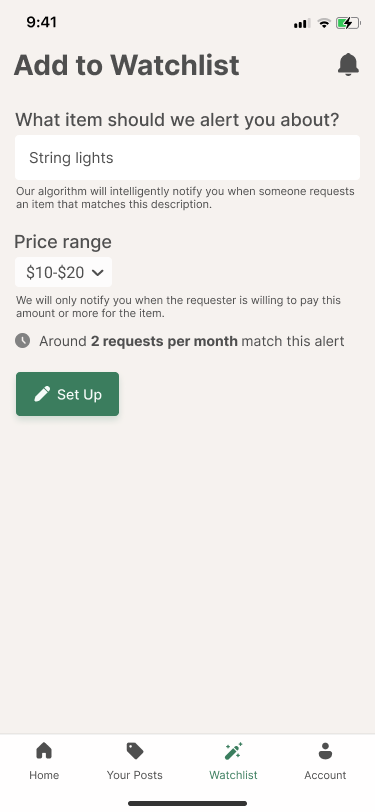 9:41
Add to Watchlist
What item should we alert you about?
String lights
Our algorithm will intelligently notify you when someone requests
an item that matches this description.
Price range
$10-$20
We will only notify you when the requester is willing to pay this
amount or more for the item.
Around 2 requests per month match this alert
Set Up
Home Your Posts Watchlist Account